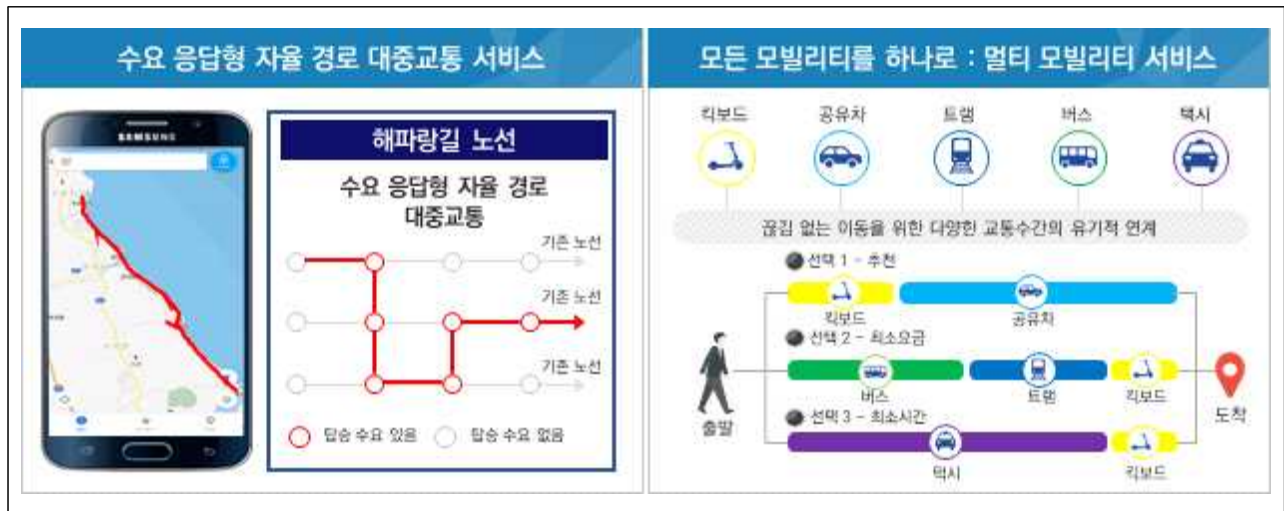 수요 응답형 자율 경로 대중교통 서비스
SAMSUNG
해파랑길 노선
수요 응답형 자율 경로
대중교통
기존 노선
기존 노선
기존 노선
탑승 수요 있음
탑승 수요 없음
모든 모빌리티를 하나로 : 멀티 모빌리티 서비스
킥보드
공유차
트램
버스
택시
끊김 없는 이동을 위한 다양한 교통수간의 유기적 연계
선택 1 - 추천
킥보드
공유차
선택 2 - 최소요금
버스
트램
킥보드
선택 3 - 최소시간
택시
킥보드
출발
도착